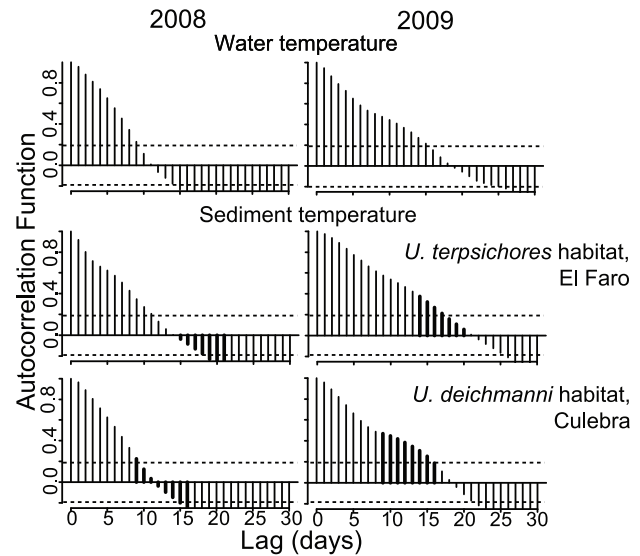 2008 2009
Water temperature
0.0 0.4 0.8
Autocorrelation Function
Sediment temperature
0.0 0.4 0.8
U. terpsichores habitat,
El Faro
0.0 0.4 0.8
U. deichmanni habitat,
Culebra
0 5 10 15 20 25 30 0 5 10 15 20 25 30
Lag (days)